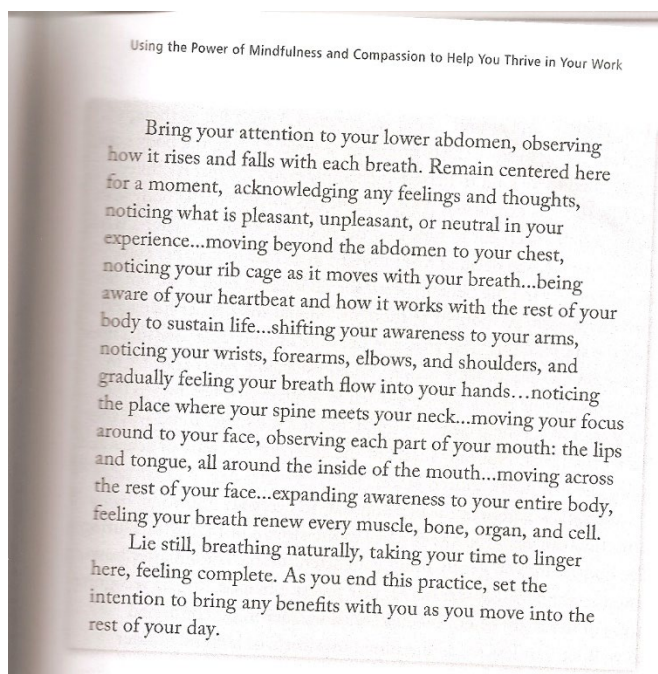 Using the Power of Mindfulness and Compassion to Help You Thrive in Your Work
Bring your attention to your lower abdomen, observing
how it rises and falls with each breath. Remain centered here
for a moment, acknowledging any feelings and thoughts,
noticing what is pleasant, unpleasant, or neutral in your
experience...moving beyond the abdomen to your chest,
noticing your rib cage as it moves with your breath...being
aware of your heartbeat and how it works with the rest of your
body to sustain life...shifting your awareness to your arms,
noticing your wrists, forearms, elbows, and shoulders, and
gradually feeling your breath flow into your hands...noticing
the place where your spine meets your neck...moving your focus
around to your face, observing each part of your mouth: the lips
and tongue, all around the inside of the mouth...moving across
the rest of your face...expanding awareness to your entire body,
feeling your breath renew every muscle, bone, organ, and cell.
Lie still, breathing naturally, taking your time to linger
here, feeling complete. As you end this practice, set the
intention to bring any benefits with you as you move into the
rest of your day.